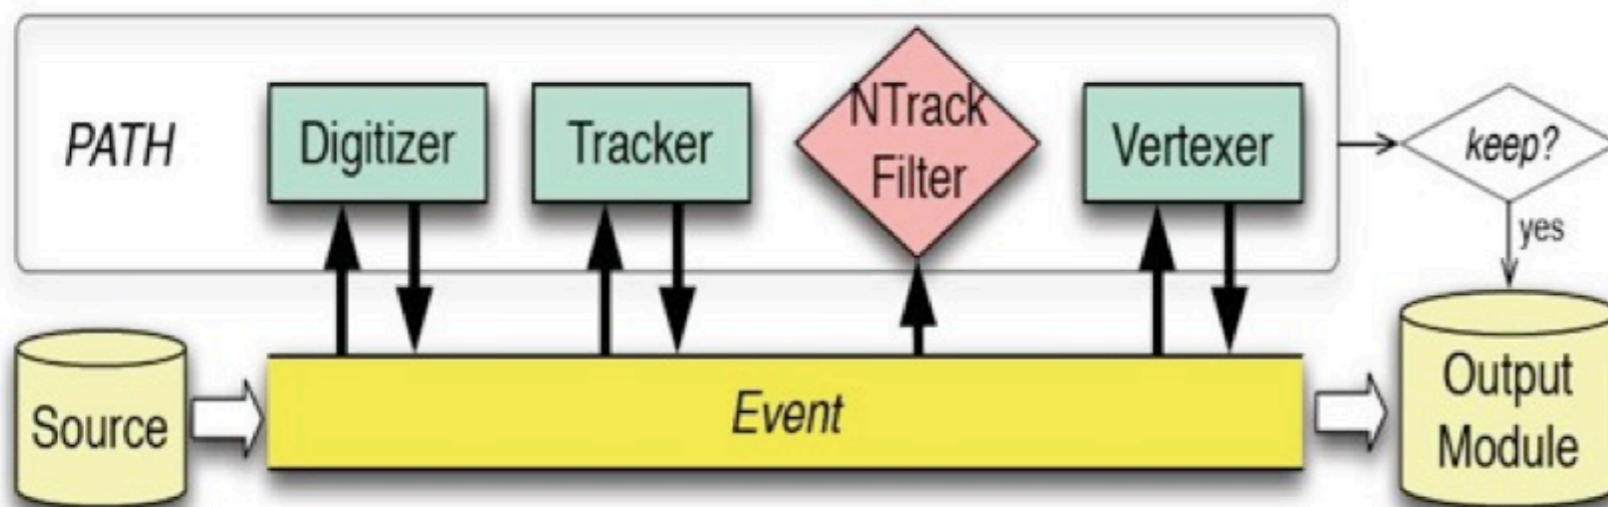 PATH
Digitizer
Tracker
NTrack
Filter
Vertexer
keep?
yes
Source
Event
Output
Module